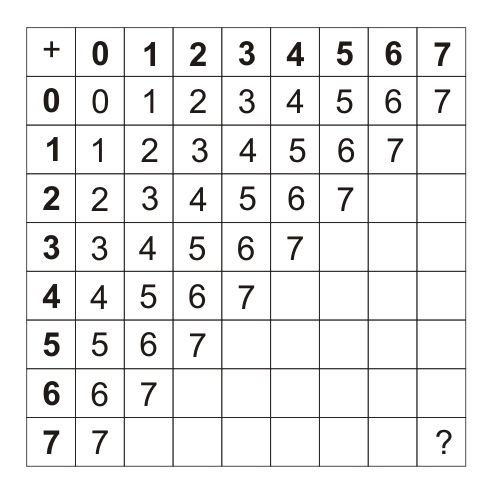 + 0 1 2 3 4 5 6 7
0 0 1 2 3 4 5 6 7
1 1 2 3 4 5 6 7
2 2 3 4 5 6 7
3 3 4 5 6 7
4 4 5 6 7
5 5 6 7
6 6 7
7 7 ?